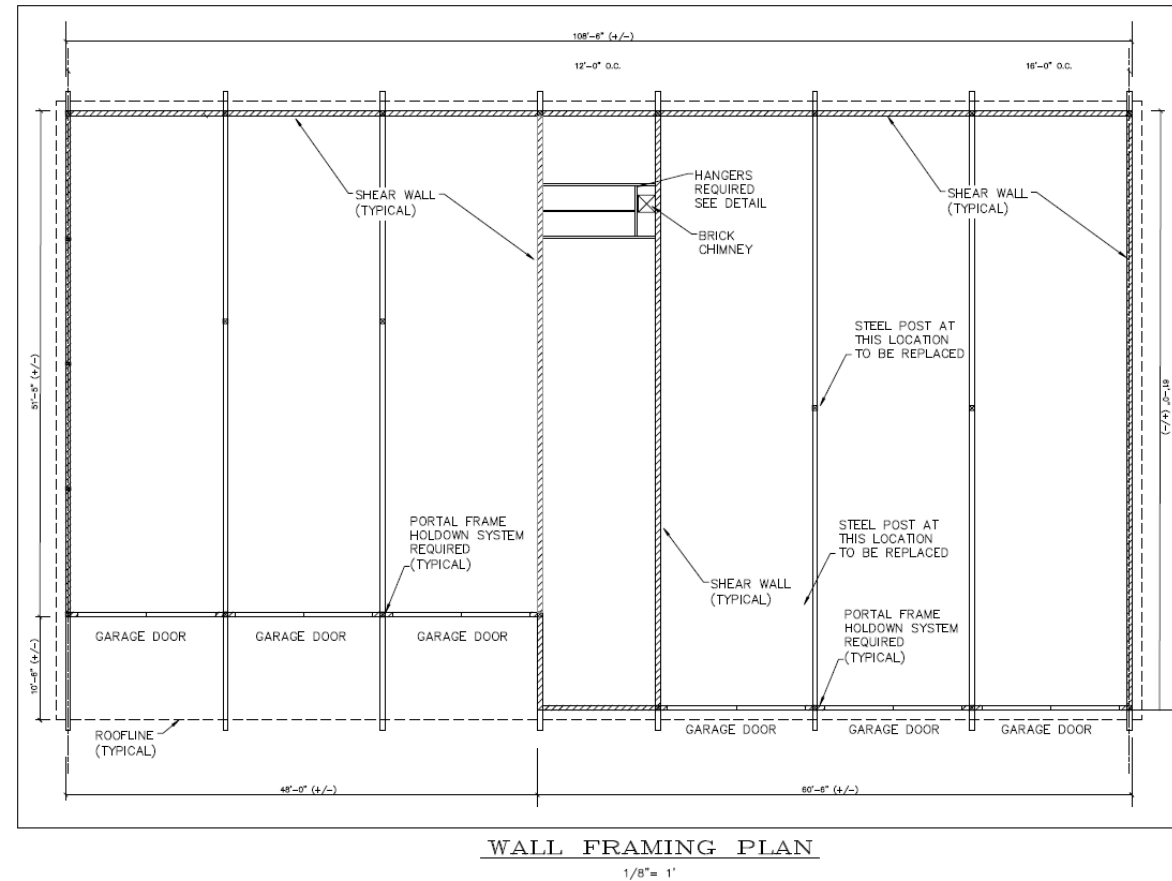 108'-6" (+/-)
12'-0" O.C.
16'-0" O.C.
SHEAR WALL
(TYPICAL)
HANGERS
REQUIRED
SEE DETAIL
BRICK
CHIMNEY
SHEAR WALL
(TYPICAL)
STEEL POST AT
THIS LOCATION
TO BE REPLACED
51'-5" (+/-)
61'-0" (+/-)
PORTAL FRAME
HOLDOWN SYSTEM
REQUIRED
(TYPICAL)
STEEL POST AT
THIS LOCATION
TO BE REPLACED
SHEAR WALL
(TYPICAL)
PORTAL FRAME
HOLDOWN SYSTEM
REQUIRED
(TYPICAL)
GARAGE DOOR
GARAGE DOOR
GARAGE DOOR
10'-6" (+/-)
ROOFLINE
(TYPICAL)
GARAGE DOOR
GARAGE DOOR
GARAGE DOOR
48'-0" (+/-)
60'-6" (+/-)
WALL FRAMING PLAN
1/8"= 1'